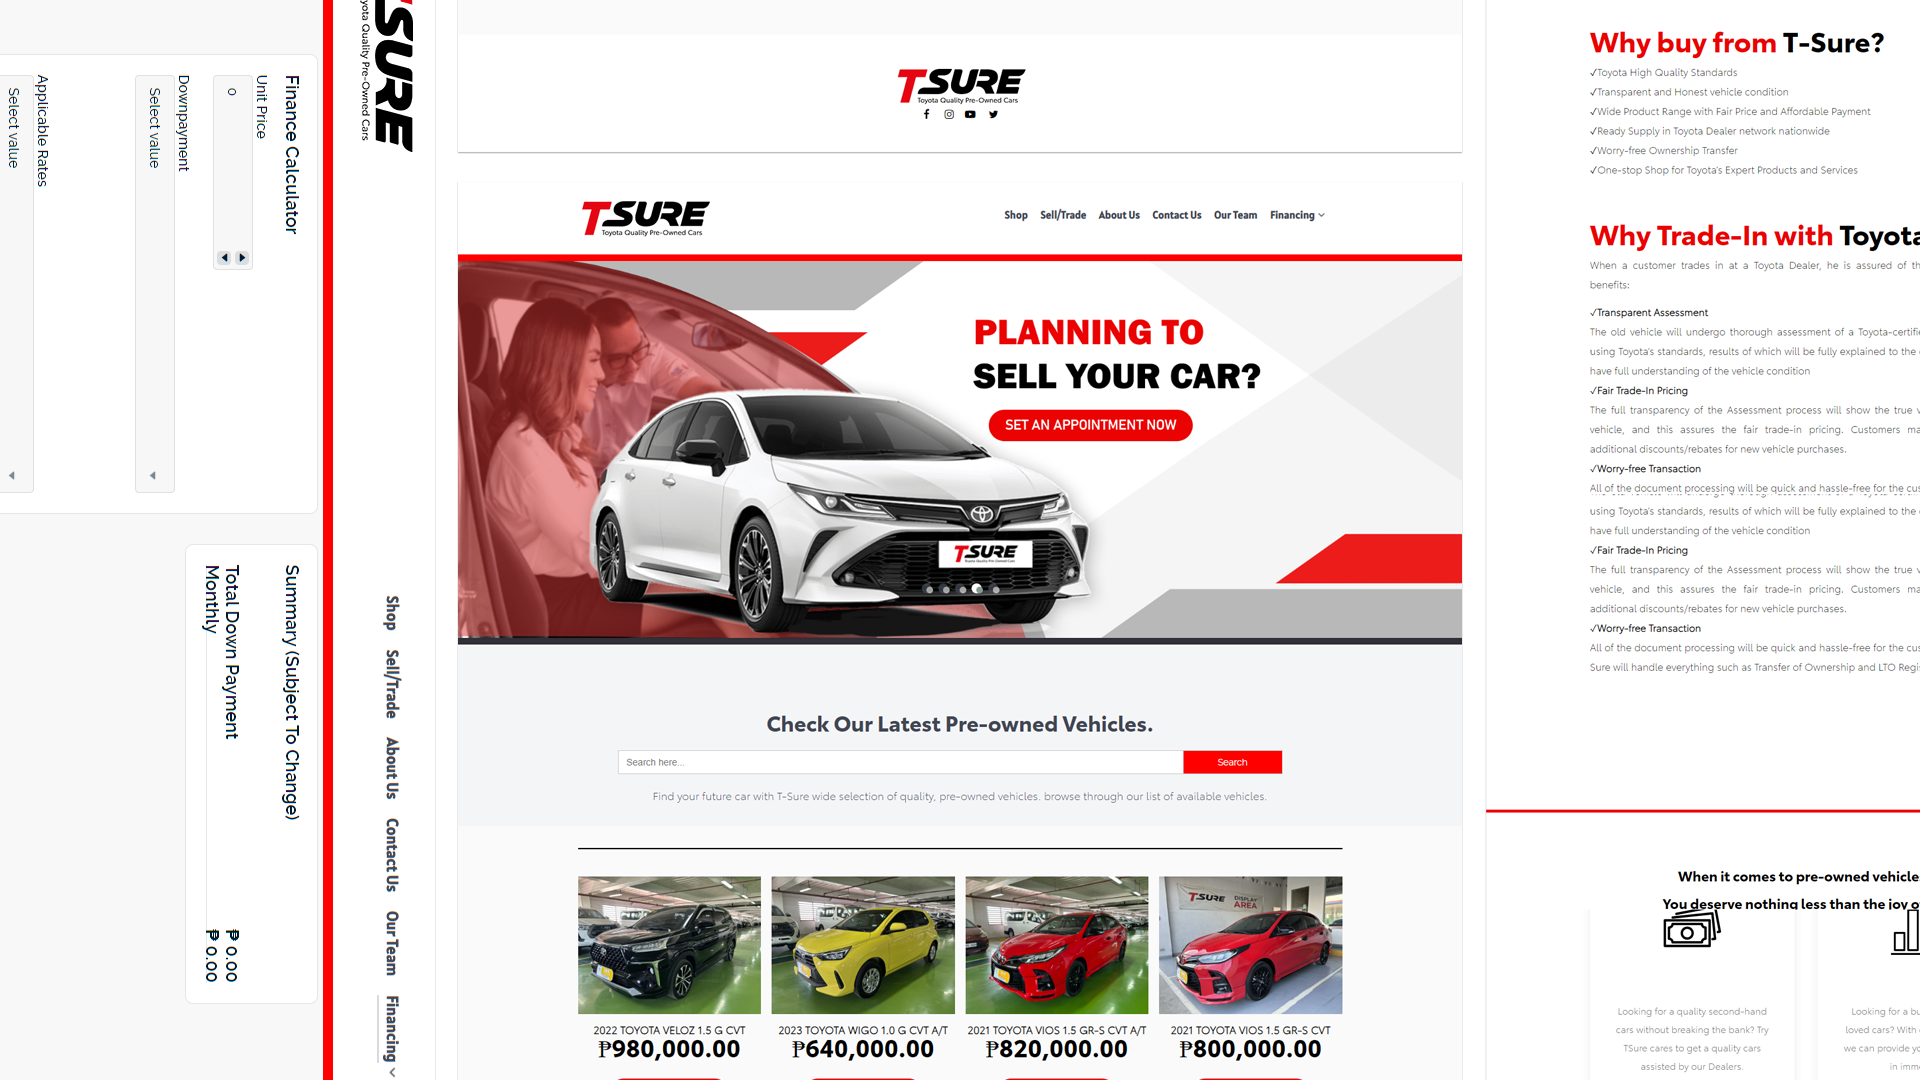 Finance Calculator
Unit Price
0
Downpayment
Select value
Applicable Rates
Select value
Summary (Subject To Change)
Total Down Payment
₱ 0.00
Monthly
₱ 0.00
TSURE
Toyota Quality Pre-Owned Cars
Shop
Sell/Trade
About Us
Contact Us
Our Team
Financing
TSURE
Toyota Quality Pre-Owned Cars
TSURE
Toyota Quality Pre-Owned Cars
Shop Sell/Trade About Us Contact Us Our Team Financing
PLANNING TO
SELL YOUR CAR?
SET AN APPOINTMENT NOW
TSURE
Toyota Quality Pre-Owned Cars
Check Our Latest Pre-owned Vehicles.
Search here...
Search
Find your future car with T-Sure wide selection of quality, pre-owned vehicles. browse through our list of available vehicles.
TSURE DISPLAY
AREA
2022 TOYOTA VELOZ 1.5 G CVT
₱980,000.00
2023 TOYOTA WIGO 1.0 G CVT A/T
₱640,000.00
2021 TOYOTA VIOS 1.5 GR-S CVT A/T
₱820,000.00
2021 TOYOTA VIOS 1.5 GR-S CVT
₱800,000.00
Why buy from T-Sure?
✓Toyota High Quality Standards
✓Transparent and Honest vehicle condition
✓Wide Product Range with Fair Price and Affordable Payment
✓Ready Supply in Toyota Dealer network nationwide
✓Worry-free Ownership Transfer
✓One-stop Shop for Toyota's Expert Products and Services
Why Trade-In with Toyota
When a customer trades in at a Toyota Dealer, he is assured of
benefits:
✓Transparent Assessment
The old vehicle will undergo thorough assessment of a
using Toyota's standards, results of which will be fully explained to the
have full understanding of the vehicle condition
✓Fair Trade-In Pricing
The full transparency of the Assessment process will show the true
vehicle, and this assures the fair trade-in pricing. Customers
additional discounts/rebates for new vehicle purchases.
✓Worry-free Transaction
All of the document processing will be quick and hassle-free for the
using Toyota's standards, results of which will be fully explained to the
have full understanding of the vehicle condition
✓Fair Trade-In Pricing
The full transparency of the Assessment process will show the true
vehicle, and this assures the fair trade-in pricing. Customers
additional discounts/rebates for new vehicle purchases.
✓Worry-free Transaction
All of the document processing will be quick and hassle-free for the
Sure will handle everything such as Transfer of Ownership and LTO
When it comes to pre-owned
You deserve nothing less than the joy
Looking for a quality second-hand
cars without breaking the bank? Try
TSure cares to get a quality cars
assisted by our Dealers.
Looking for a
loved cars? With
we can provide
in